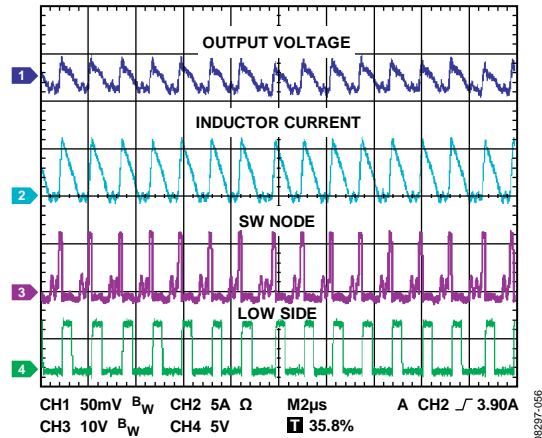 OUTPUT VOLTAGE
1
INDUCTOR CURRENT
2
SW NODE
3
LOW SIDE
4
CH1 50mV BW CH2 5A Ω M2µs A CH2 3.90A
CH3 10V BW CH4 5V T 35.8%
08297-056